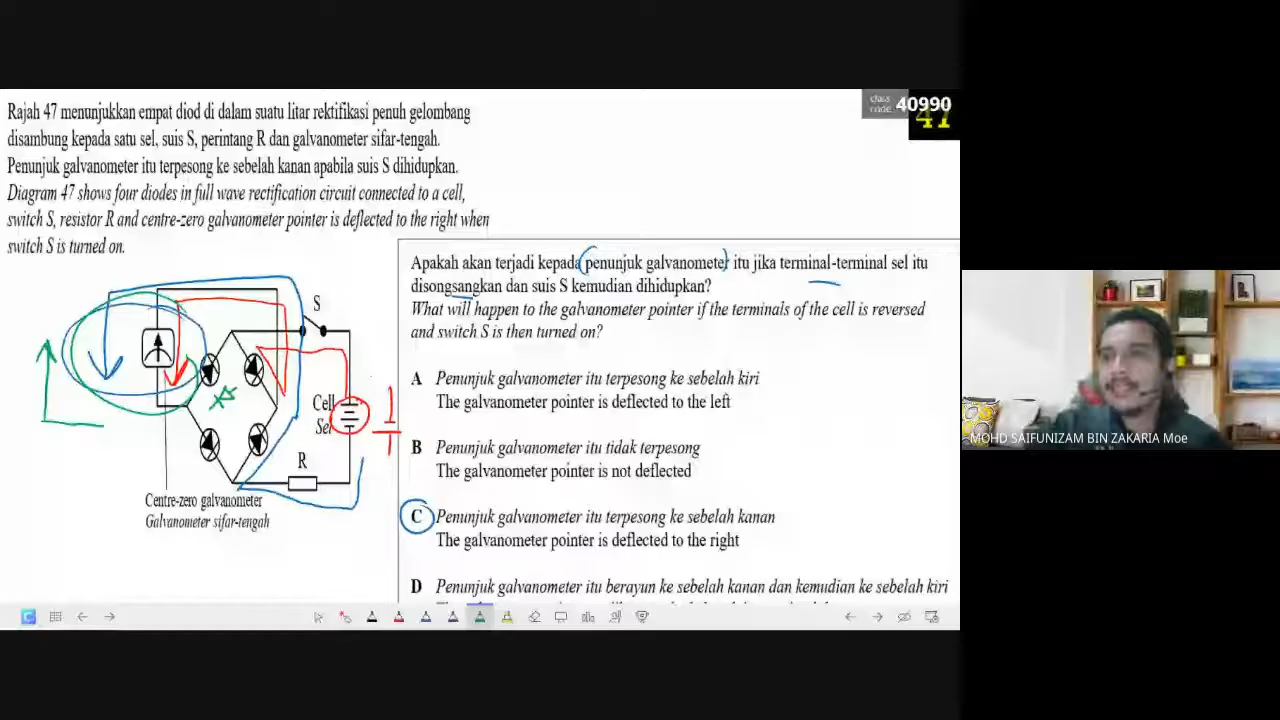 class code 40990
47
Rajah 47 menunjukkan empat diod di dalam suatu litar rektifikasi penuh gelombang
disambung kepada satu sel, suis S, perintang R dan galvanometer sifar-tengah.
Penunjuk galvanometer itu terpesong ke sebelah kanan apabila suis S dihidupkan.
Diagram 47 shows four diodes in full wave rectification circuit connected to a cell,
switch S, resistor R and centre-zero galvanometer pointer is deflected to the right when
switch S is turned on.
S
Cell
Sel
R
Centre-zero galvanometer
Galvanometer sifar-tengah
Apakah akan terjadi kepada penunjuk galvanometer itu jika terminal-terminal sel itu
disongsangkan dan suis S kemudian dihidupkan?
What will happen to the galvanometer pointer if the terminals of the cell is reversed
and switch S is then turned on?
A Penunjuk galvanometer itu terpesong ke sebelah kiri
The galvanometer pointer is deflected to the left
B Penunjuk galvanometer itu tidak terpesong
The galvanometer pointer is not deflected
C Penunjuk galvanometer itu terpesong ke sebelah kanan
The galvanometer pointer is deflected to the right
D Penunjuk galvanometer itu berayun ke sebelah kanan dan kemudian ke sebelah kiri
MOHD SAIFUNIZAM BIN ZAKARIA Moe